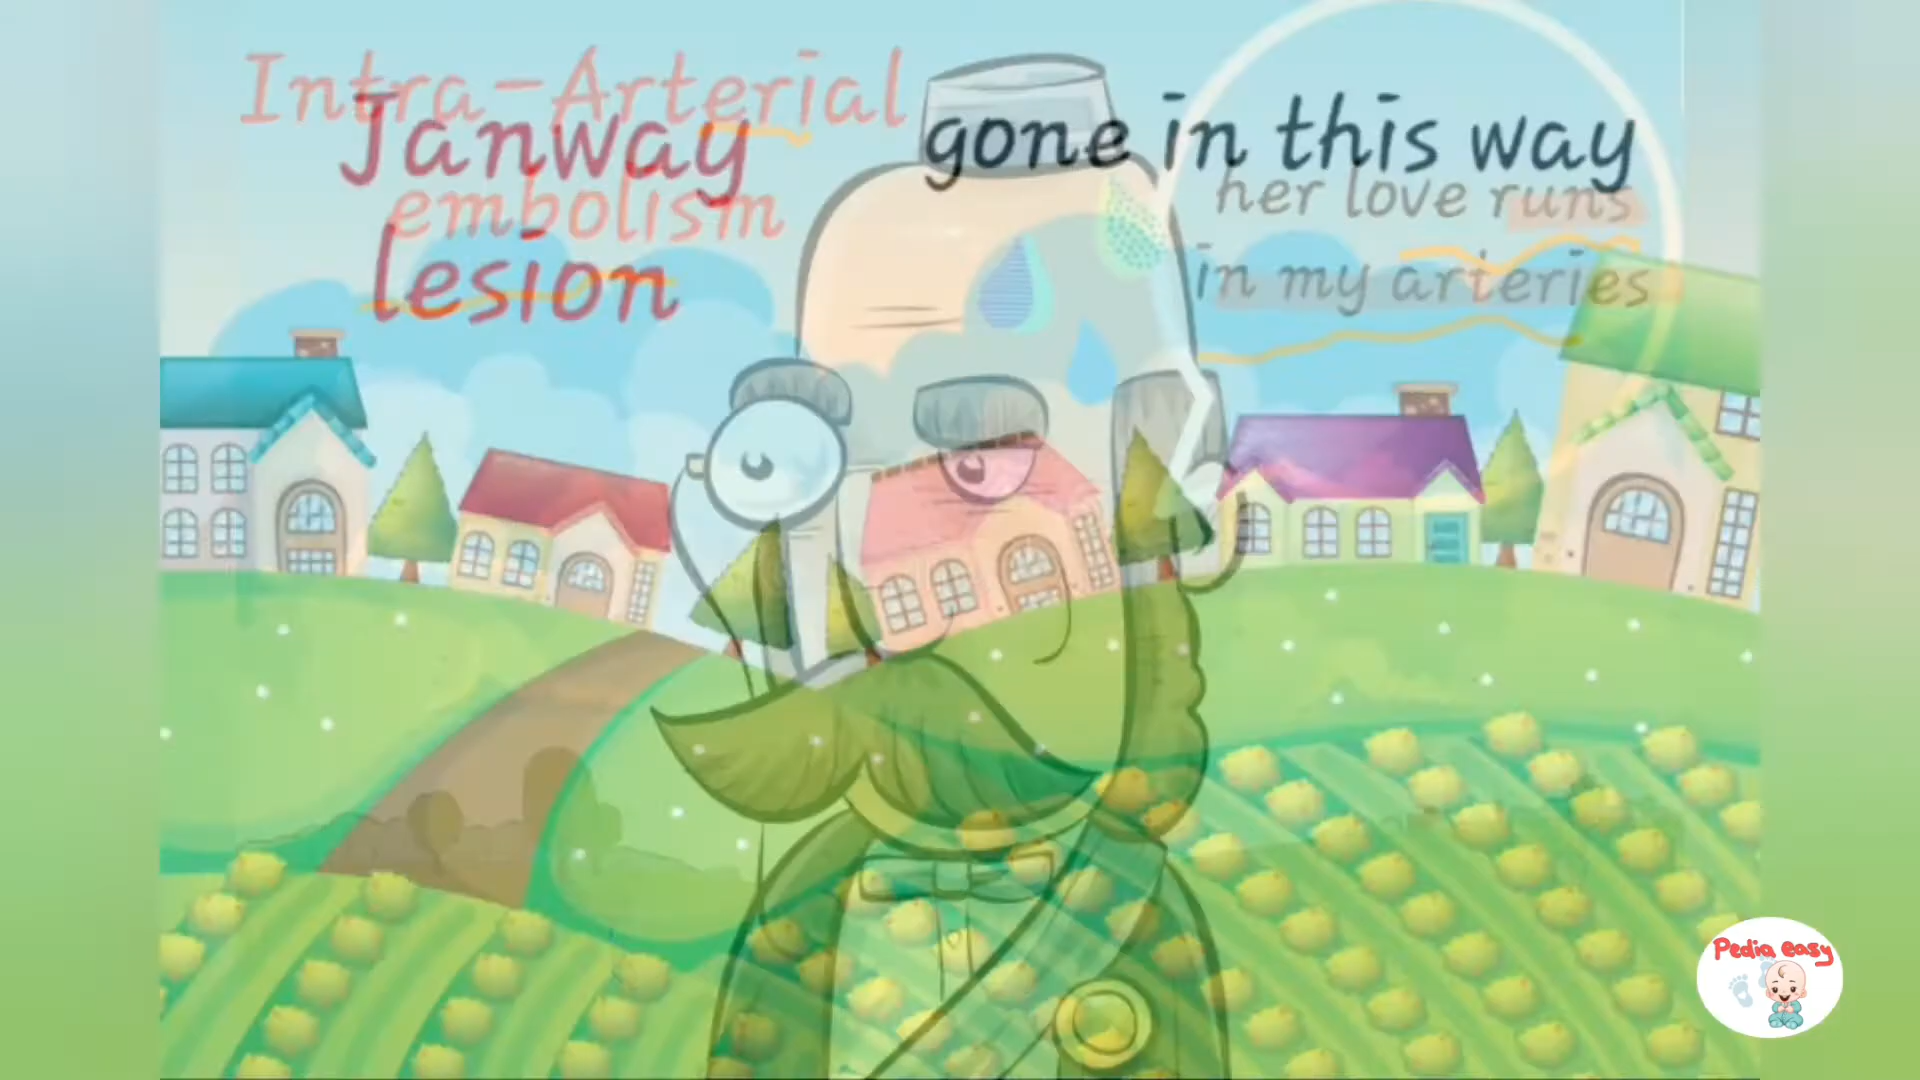 Intra-Arterial
embolism
Janway
lesion
gone in this way
her love runs
in my arteries
Pedia easy